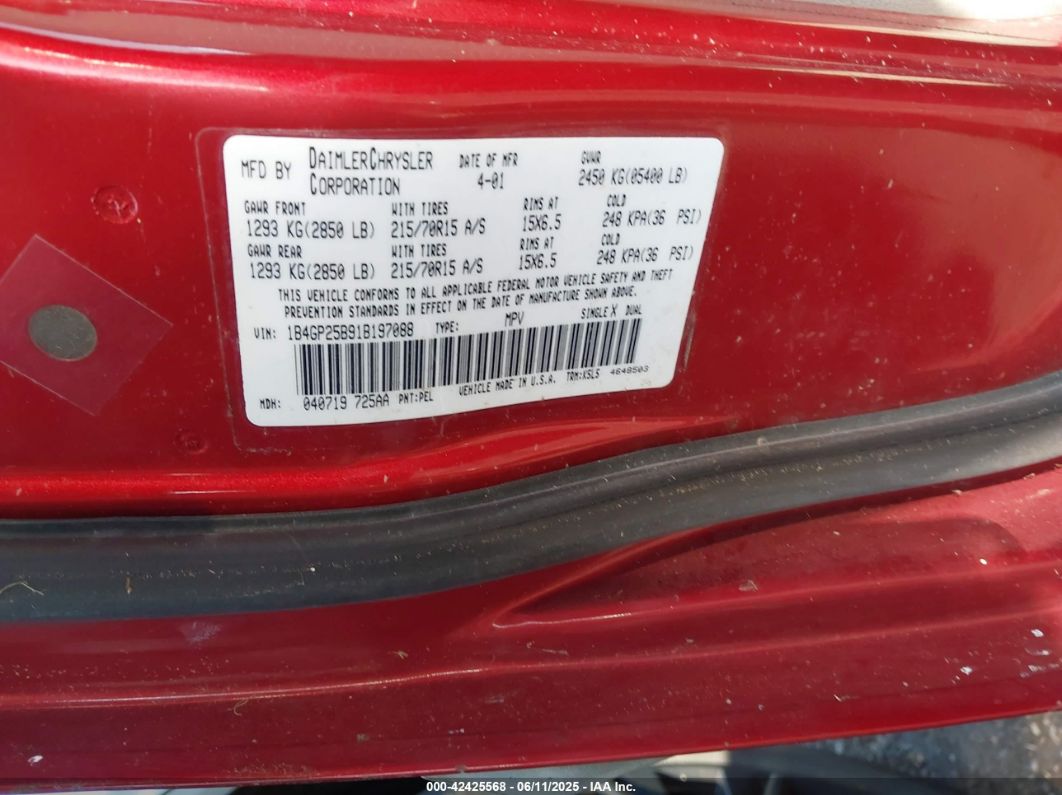 MFD BY DAIMLERCHRYSLER CORPORATION DATE OF MFR 4-01 GVWR 2450 KG(05400 LB)
GAWR FRONT WITH TIRES RIMS AT COLD
1293 KG(2850 LB) 215/70R15 A/S 15X6.5 248 KPA(36 PSI)
GAWR REAR WITH TIRES RIMS AT COLD
1293 KG(2850 LB) 215/70R15 A/S 15X6.5 248 KPA(36 PSI)
THIS VEHICLE CONFORMS TO ALL APPLICABLE FEDERAL MOTOR VEHICLE SAFETY AND THEFT
PREVENTION STANDARDS IN EFFECT ON THE DATE OF MANUFACTURE SHOWN ABOVE.
VIN: 1B4GP25B91B197088 TYPE: MPV SINGLE X DUAL
MDH: 040719 725AA PNT:PEL VEHICLE MADE IN U.S.A. TRM:KSL5 4648503
000-42425568 - 06/11/2025 - IAA Inc.